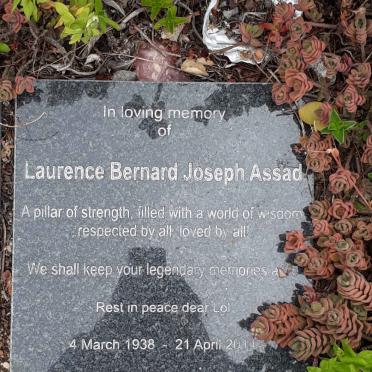 In loving memory
of
Laurence Bernard Joseph Assad
A pillar of strength, filled with a world of wisdom
respected by all, loved by all!
We shall keep your legendary memories
Rest in peace dear Lol
4 March 1938 - 21 April